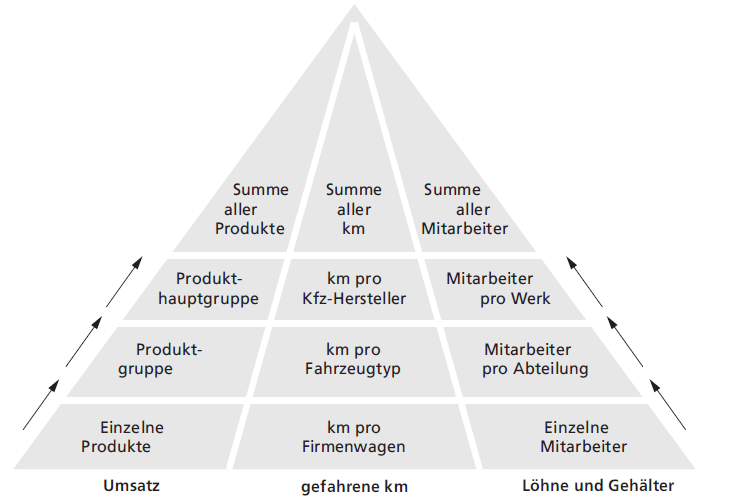 Summe
aller
Produkte
Summe
aller
km
Summe
aller
Mitarbeiter
Produkt-
hauptgruppe
km pro
Kfz-Hersteller
Mitarbeiter
pro Werk
Produkt-
gruppe
km pro
Fahrzeugtyp
Mitarbeiter
pro Abteilung
Einzelne
Produkte
km pro
Firmenwagen
Einzelne
Mitarbeiter
Umsatz
gefahrene km
Löhne und Gehälter